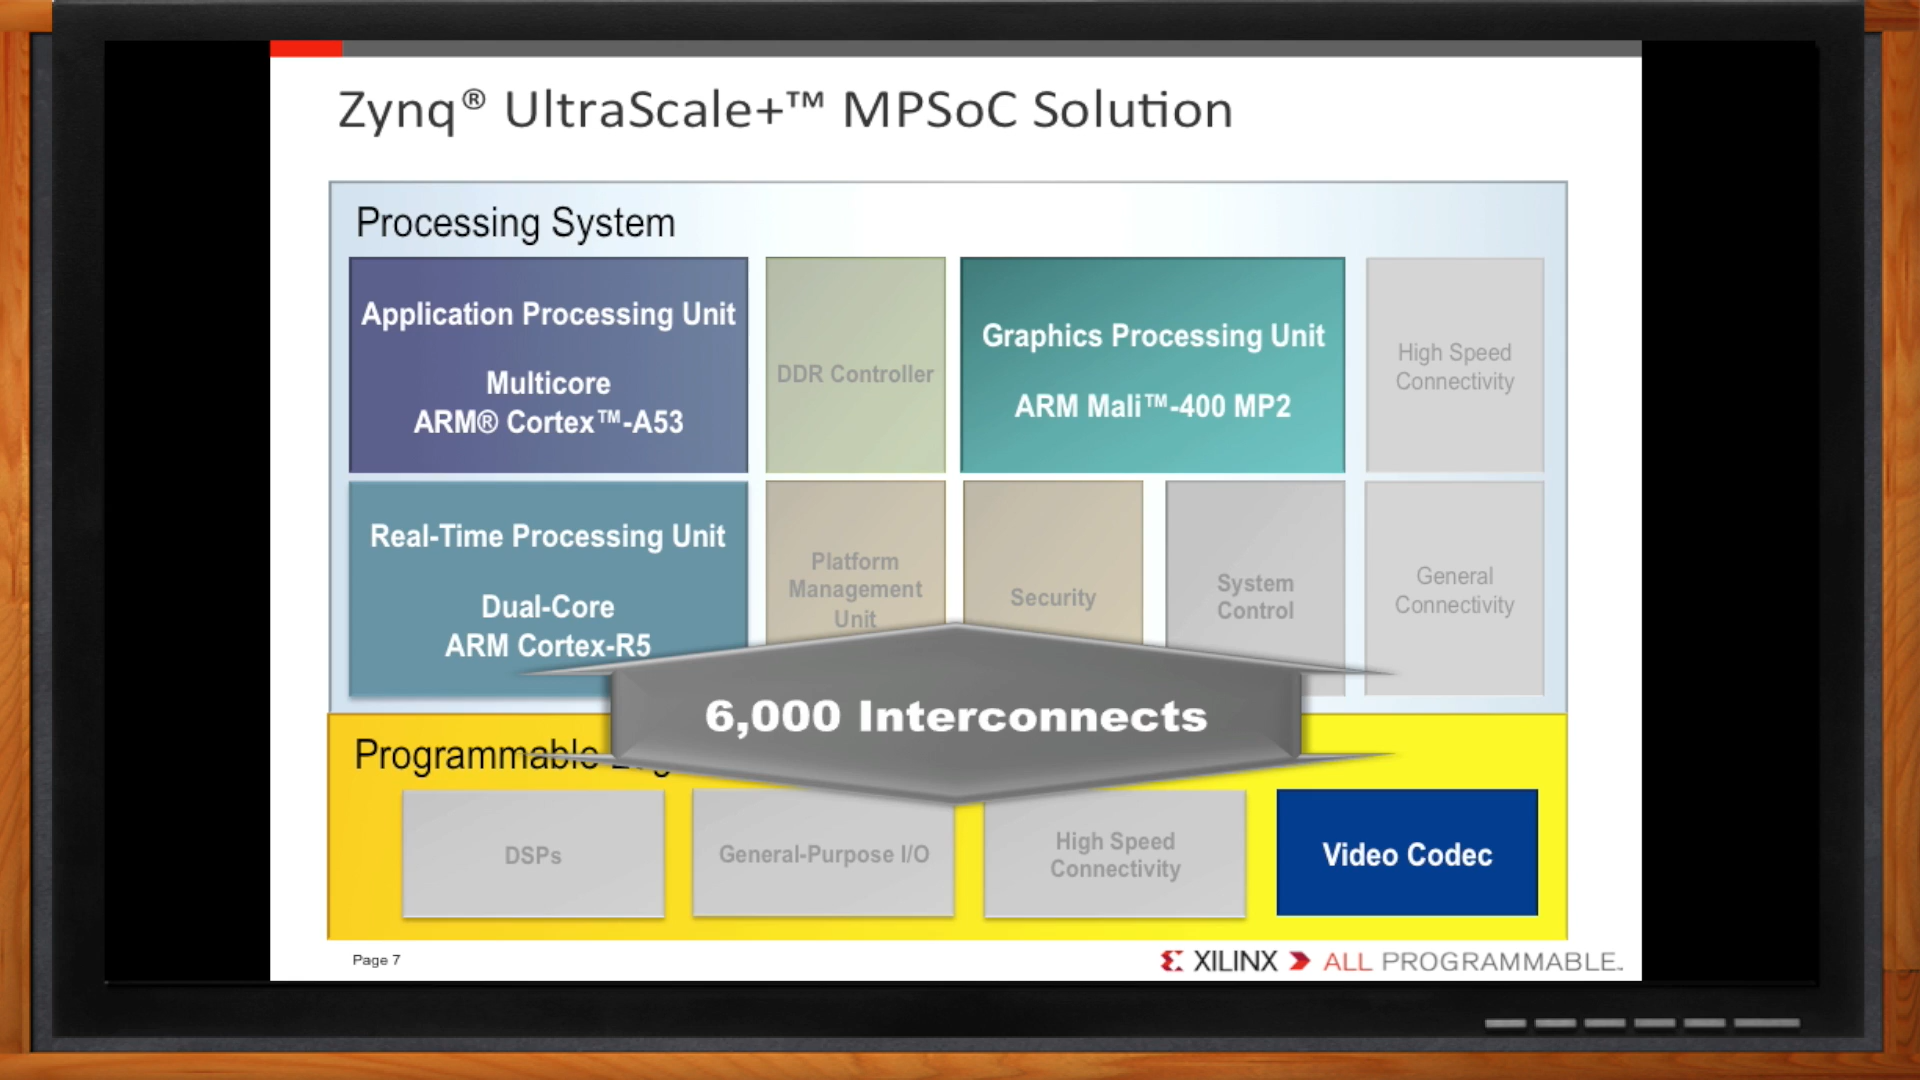 Zynq® UltraScale+™ MPSoC Solution
Processing System
Application Processing Unit
Multicore
ARM® Cortex™-A53
DDR Controller
Graphics Processing Unit
ARM Mali™-400 MP2
High Speed
Connectivity
Real-Time Processing Unit
Dual-Core
ARM Cortex-R5
Platform
Management
Unit
Security
System
Control
General
Connectivity
6,000 Interconnects
Programmable
DSPs
General-Purpose I/O
High Speed
Connectivity
Video Codec
Page 7
XILINX ALL PROGRAMMABLE™